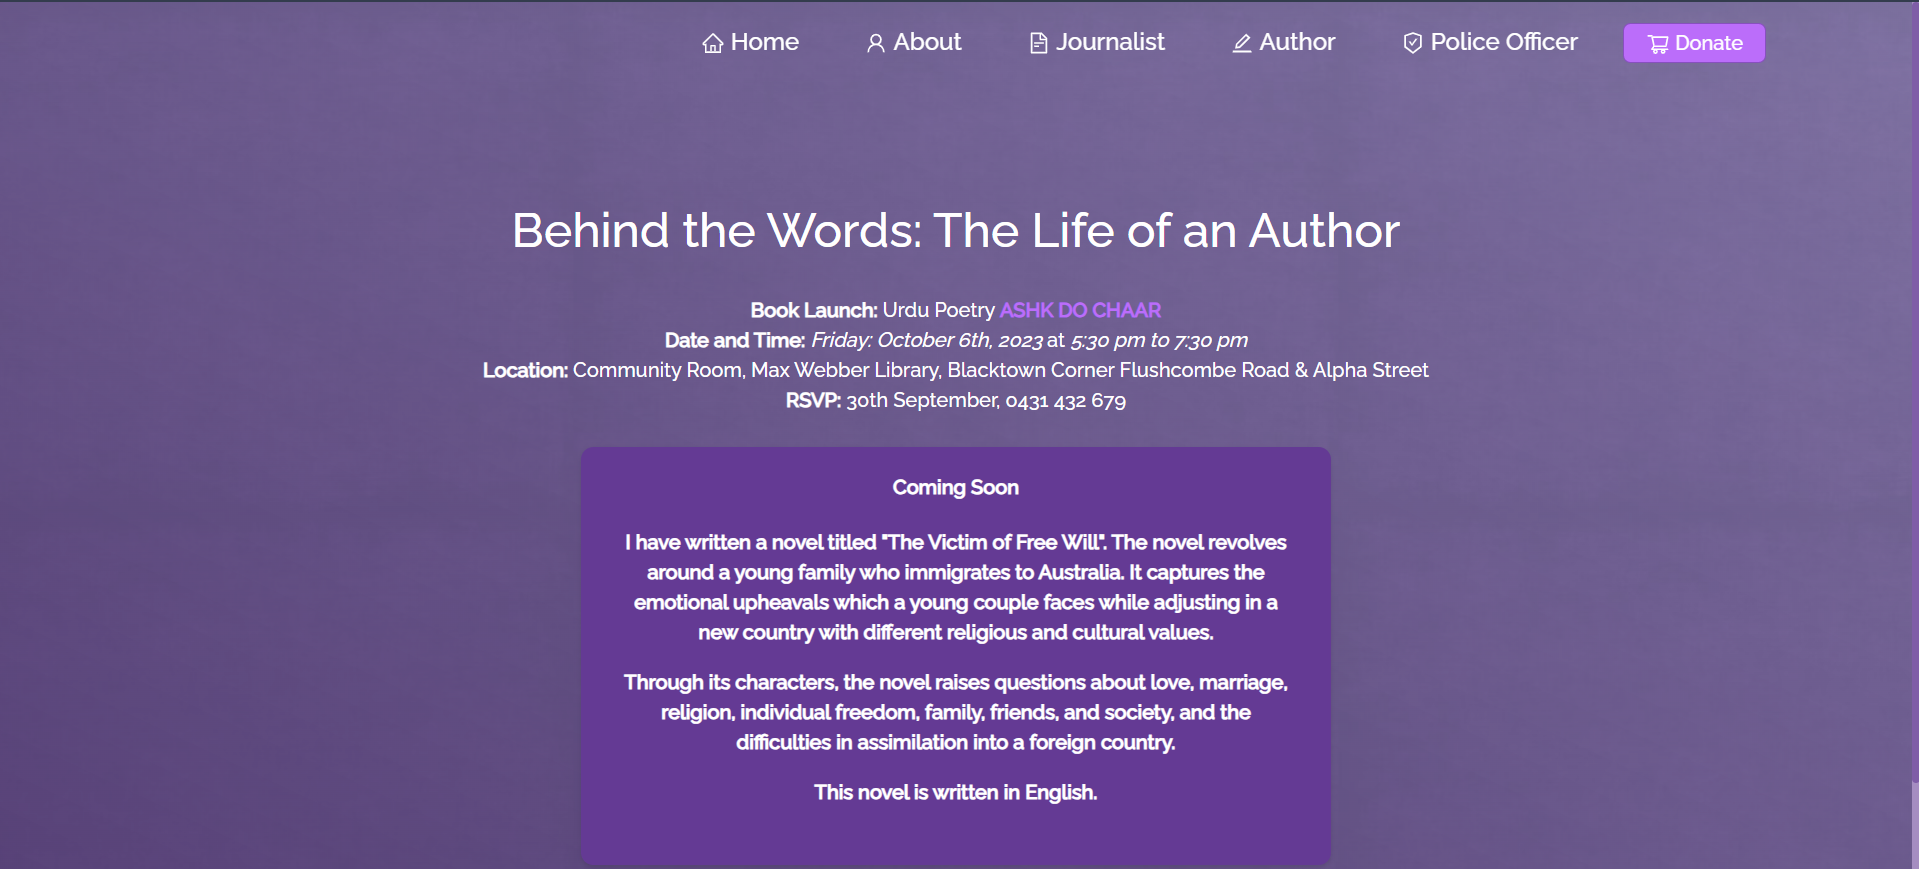 Home About Journalist Author Police Officer Donate
Behind the Words: The Life of an Author
Book Launch: Urdu Poetry ASHK DO CHAAR
Date and Time: Friday: October 6th, 2023 at 5:30 pm to 7:30 pm
Location: Community Room, Max Webber Library, Blacktown Corner Flushcombe Road & Alpha Street
RSVP: 30th September, 0431 432 679
Coming Soon
I have written a novel titled "The Victim of Free Will". The novel revolves
around a young family who immigrates to Australia. It captures the
emotional upheavals which a young couple faces while adjusting in a
new country with different religious and cultural values.
Through its characters, the novel raises questions about love, marriage,
religion, individual freedom, family, friends, and society, and the
difficulties in assimilation into a foreign country.
This novel is written in English.